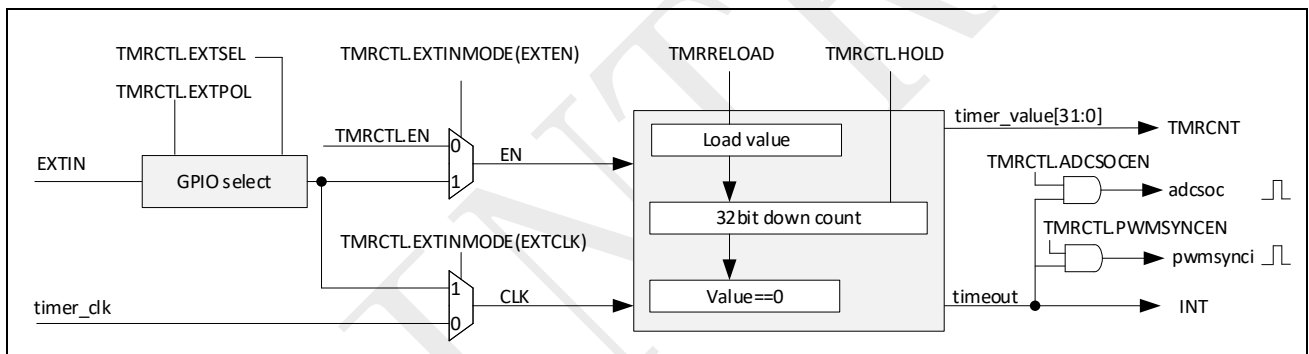 TMRCTL.EXTSEL
TMRCTL.EXTINMODE(EXTEN)
TMRRELOAD
TMRCTL.HOLD
TMRCTL.EXTPOL
TMRCTL.EN
0
1
EN
EXTIN
GPIO select
Load value
32bit down count
Value==0
timer_value[31:0]
TMRCNT
TMRCTL.ADCSOCEN
adcsoc
TMRCTL.PWMSYNCEN
pwmsynci
TMRCTL.EXTINMODE(EXTCLK)
1
0
CLK
timer_clk
timeout
INT